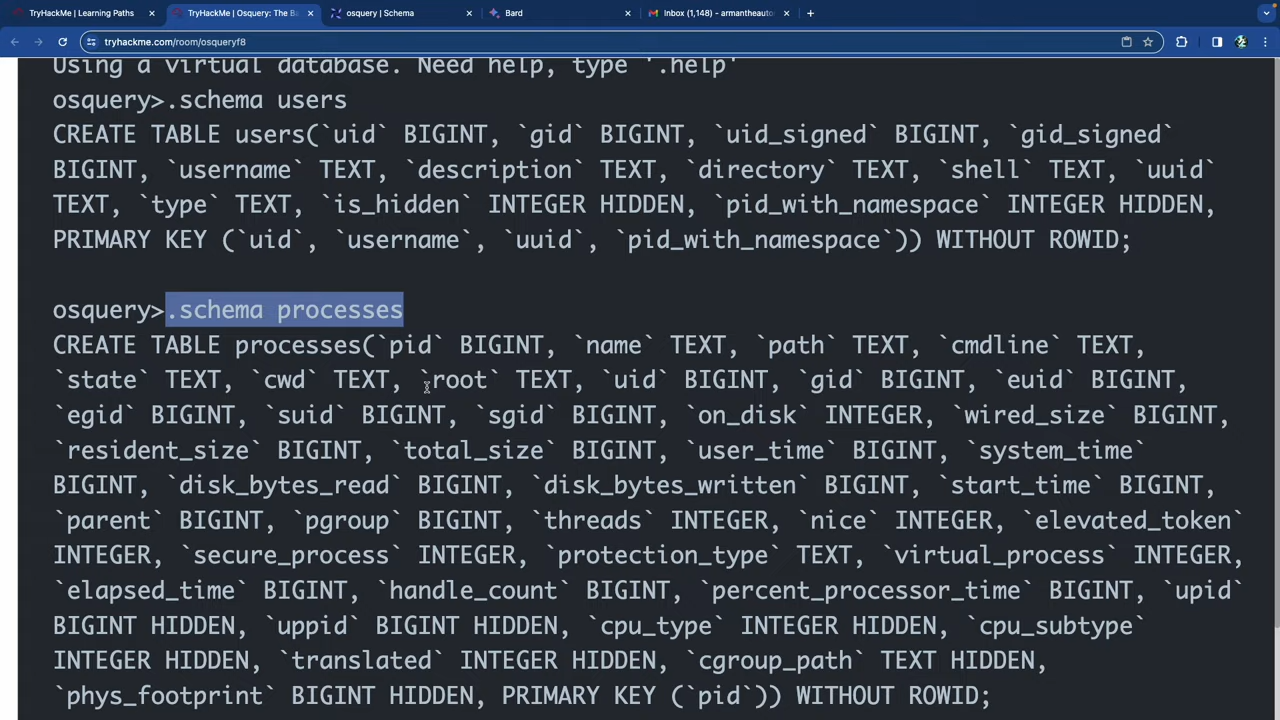 TryHackMe | Learning Paths
TryHackMe | Osquery: The Ba
osquery | Schema
Bard
Inbox (1,148) - armantheauto
tryhackme.com/room/osqueryf8
Using a virtual database. Need help, type '.help'
osquery>.schema users
CREATE TABLE users(`uid` BIGINT, `gid` BIGINT, `uid_signed` BIGINT, `gid_signed`
BIGINT, `username` TEXT, `description` TEXT, `directory` TEXT, `shell` TEXT, `uuid`
TEXT, `type` TEXT, `is_hidden` INTEGER HIDDEN, `pid_with_namespace` INTEGER HIDDEN,
PRIMARY KEY (`uid`, `username`, `uuid`, `pid_with_namespace`)) WITHOUT ROWID;
osquery>.schema processes
CREATE TABLE processes(`pid` BIGINT, `name` TEXT, `path` TEXT, `cmdline` TEXT,
`state` TEXT, `cwd` TEXT, `root` TEXT, `uid` BIGINT, `gid` BIGINT, `euid` BIGINT,
`egid` BIGINT, `suid` BIGINT, `sgid` BIGINT, `on_disk` INTEGER, `wired_size` BIGINT,
`resident_size` BIGINT, `total_size` BIGINT, `user_time` BIGINT, `system_time`
BIGINT, `disk_bytes_read` BIGINT, `disk_bytes_written` BIGINT, `start_time` BIGINT,
`parent` BIGINT, `pgroup` BIGINT, `threads` INTEGER, `nice` INTEGER, `elevated_token`
INTEGER, `secure_process` INTEGER, `protection_type` TEXT, `virtual_process` INTEGER,
`elapsed_time` BIGINT, `handle_count` BIGINT, `percent_processor_time` BIGINT, `upid`
BIGINT HIDDEN, `uppid` BIGINT HIDDEN, `cpu_type` INTEGER HIDDEN, `cpu_subtype`
INTEGER HIDDEN, `translated` INTEGER HIDDEN, `cgroup_path` TEXT HIDDEN,
`phys_footprint` BIGINT HIDDEN, PRIMARY KEY (`pid`)) WITHOUT ROWID;